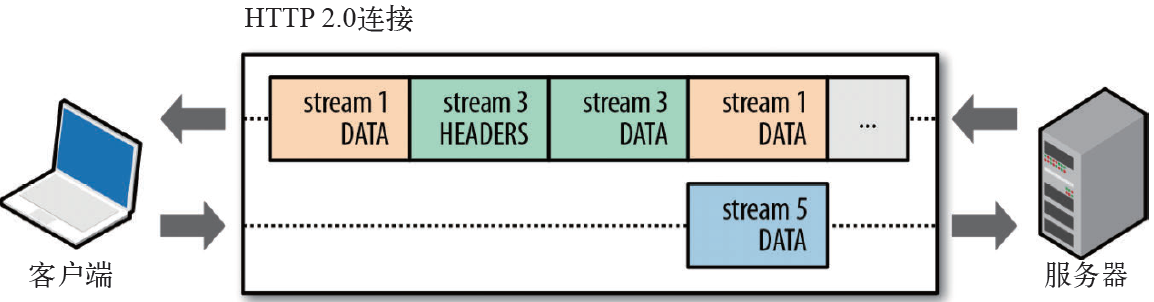 HTTP 2.0连接
stream 1 stream 3 stream 3 stream 1
DATA HEADERS DATA DATA ...
stream 5
DATA
客户端
服务器